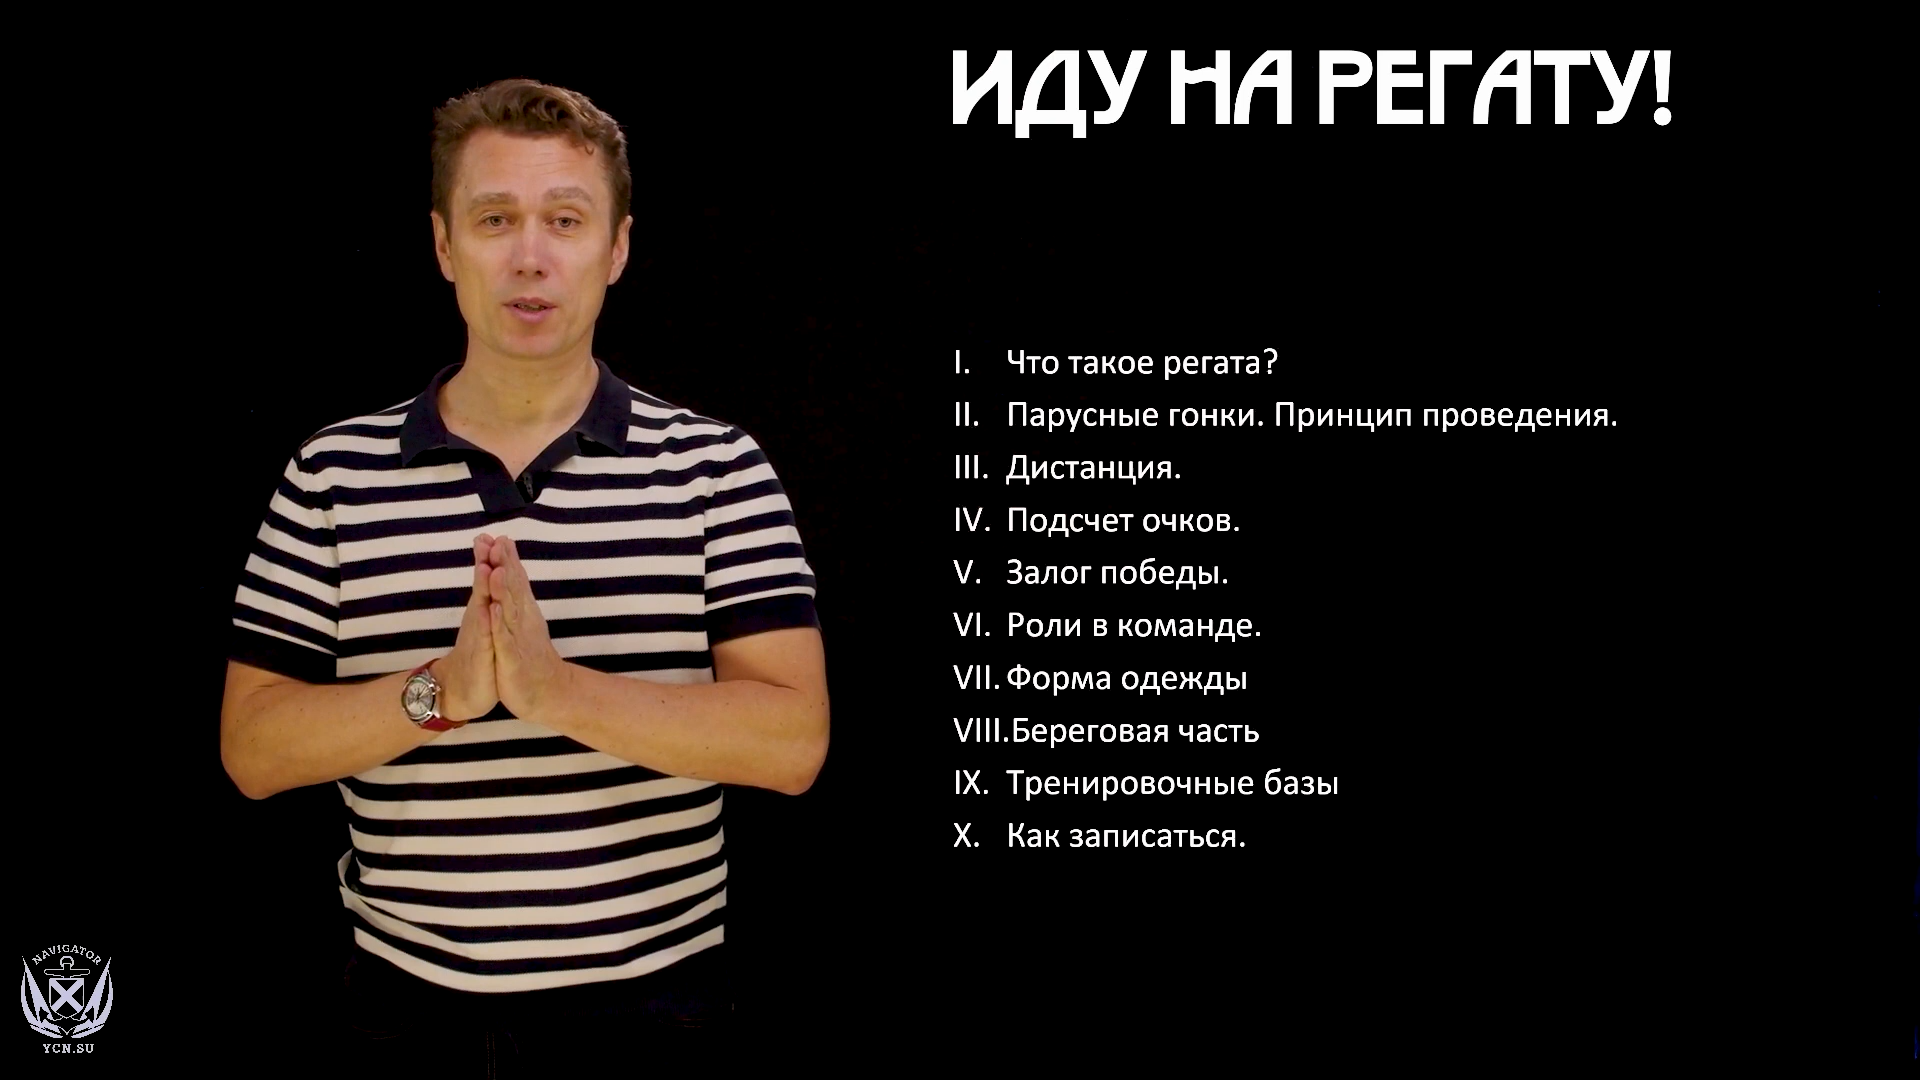 ИДУ НА РЕГАТУ!
I. Что такое регата?
II. Парусные гонки. Принцип проведения.
III. Дистанция.
IV. Подсчет очков.
V. Залог победы.
VI. Роли в команде.
VII. Форма одежды
VIII.Береговая часть
IX. Тренировочные базы
X. Как записаться.
NAVIGATOR
YCN.SU